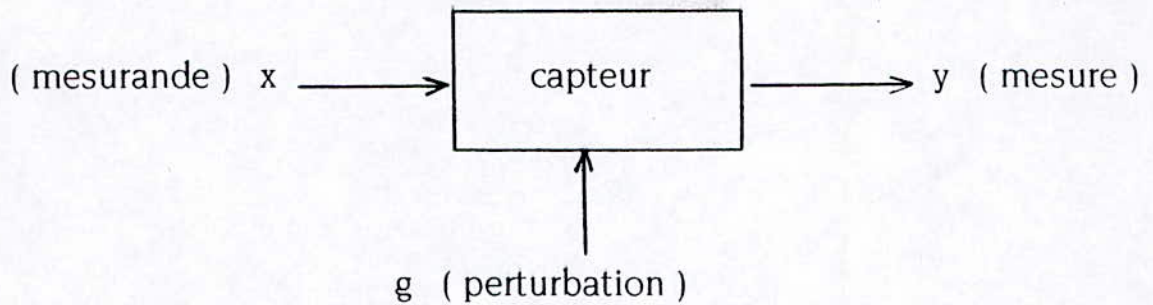 ( mesurande ) x capteur y ( mesure )
g ( perturbation )